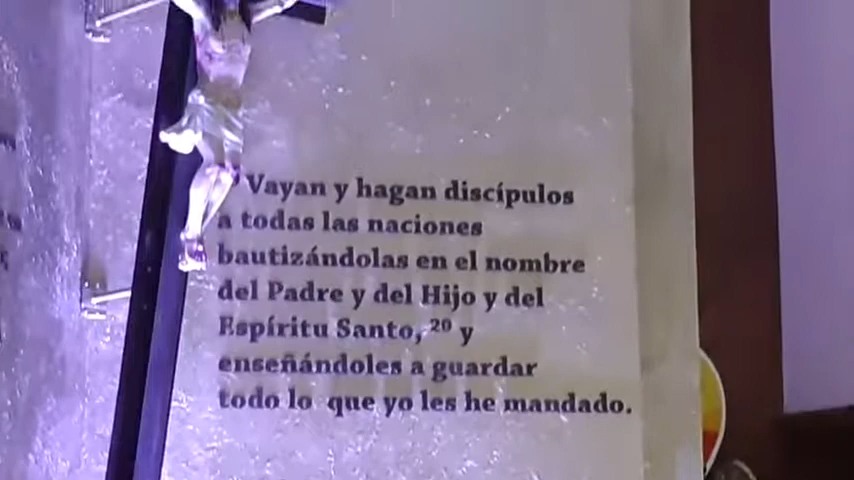 Vayan y hagan discípulos
a todas las naciones
bautizándolas en el nombre
del Padre y del Hijo y del
Espíritu Santo, ²⁰ y
enseñándoles a guardar
todo lo que yo les he mandado.